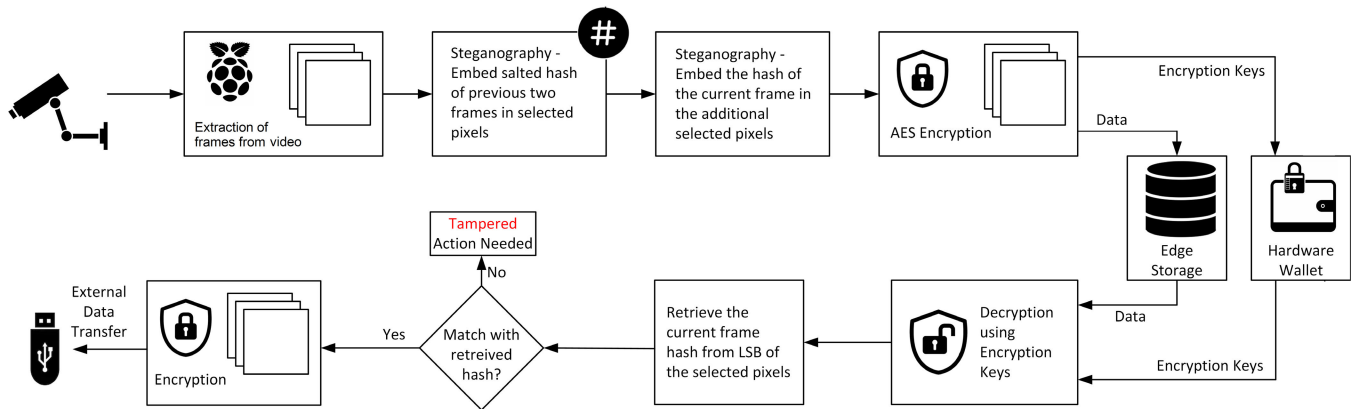 Extraction of
frames from video
Steganography -
Embed salted hash
of previous two
frames in selected
pixels
#
Steganography -
Embed the hash of
the current frame in
the additional
selected pixels
AES Encryption
Encryption Keys
Data
Edge
Storage
Hardware
Wallet
Data
Encryption Keys
Decryption
using
Encryption
Keys
Retrieve the
current frame
hash from LSB of
the selected pixels
Match with
retreived hash?
No
Tampered
Action Needed
Yes
Encryption
External
Data
Transfer